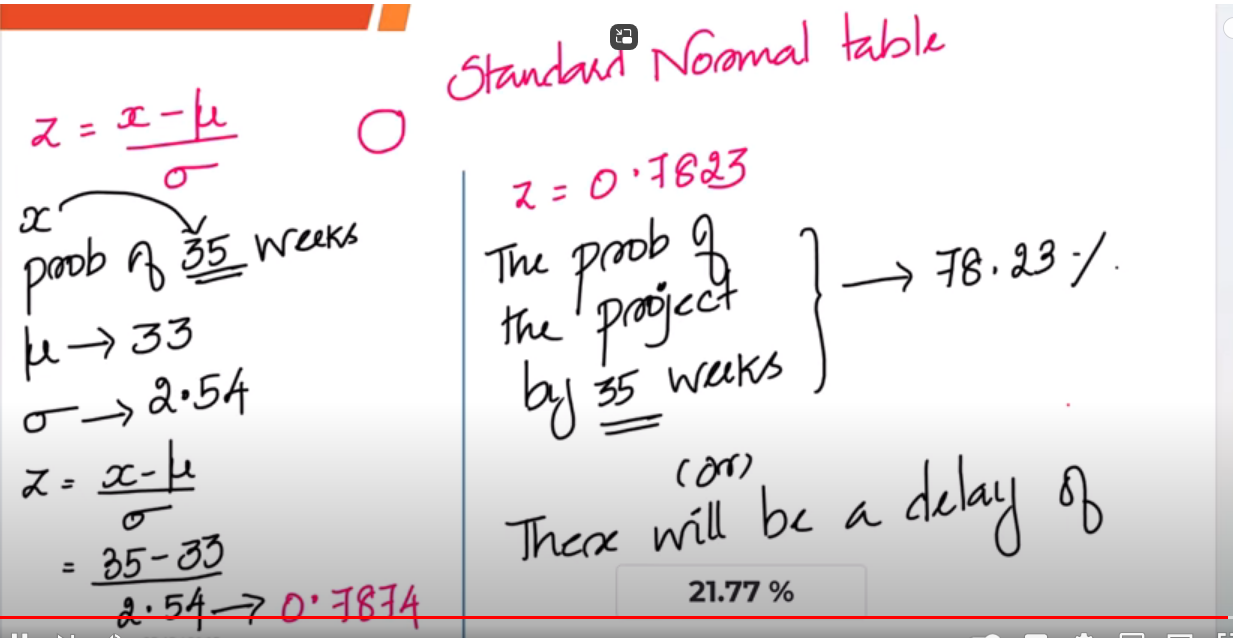 Standard Normal table
z = x - μ / σ
x
prob of 35 weeks
μ → 33
σ → 2.54
z = x - μ / σ
= 35 - 33 / 2.54 → 0.7874
z = 0.7823
The prob of
the project
by 35 weeks
→ 78.23 %.
(or)
There will be a delay of
21.77 %